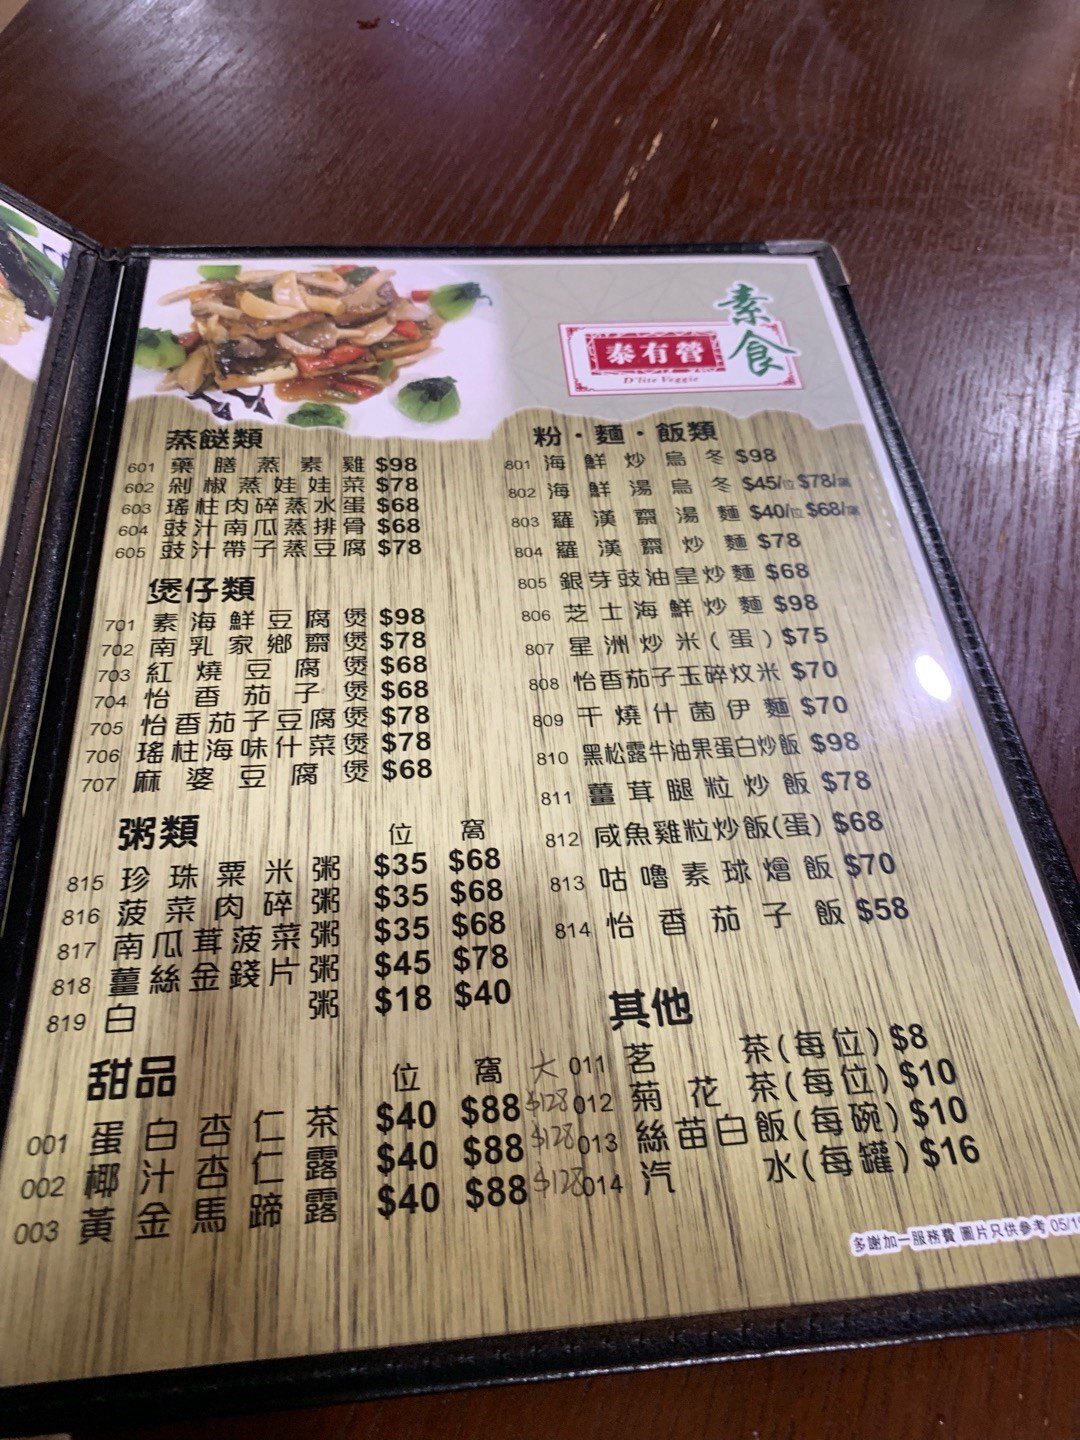 素食
泰有營
D'lite Veggie
蒸餸類
601 藥膳蒸素雞 $98
602 剁椒蒸娃娃菜 $78
603 瑤柱肉碎蒸水蛋 $68
604 豉汁南瓜蒸排骨 $68
605 豉汁帶子蒸豆腐 $78
煲仔類
701 素海鮮豆腐煲 $98
702 南乳家鄉齋煲 $78
703 紅燒豆腐煲 $68
704 怡香茄子煲 $68
705 怡香茄子豆腐煲 $78
706 瑤柱海味什菜煲 $78
707 麻婆豆腐煲 $68
粥類 位 窩
815 珍珠粟米粥 $35 $68
816 菠菜肉碎粥 $35 $68
817 南瓜茸菠菜粥 $35 $68
818 薑絲金錢片粥 $45 $78
819 白粥 $18 $40
甜品 位 窩 大
001 蛋白杏仁茶 $40 $88 $128
002 椰汁杏仁露 $40 $88 $128
003 黃金馬蹄露 $40 $88 $128
粉·麵·飯類
801 海鮮炒烏冬 $98
802 海鮮湯烏冬 $45/位 $78/窩
803 羅漢齋湯麵 $40/位 $68/窩
804 羅漢齋炒麵 $78
805 銀芽豉油皇炒麵 $68
806 芝士海鮮炒麵 $98
807 星洲炒米(蛋) $75
808 怡香茄子玉碎炆米 $70
809 干燒什菌伊麵 $70
810 黑松露牛油果蛋白炒飯 $98
811 薑茸腿粒炒飯 $78
812 咸魚雞粒炒飯(蛋) $68
813 咕嚕素球燴飯 $70
814 怡香茄子飯 $58
其他
011 茗茶(每位) $8
012 菊花茶(每位) $10
013 絲苗白飯(每碗) $10
014 汽水(每罐) $16
多謝加一服務費 圖片只供參考 05/1